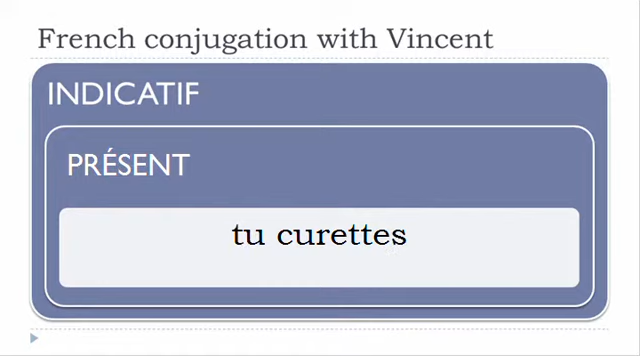 French conjugation with Vincent
INDICATIF
PRÉSENT
tu curettes